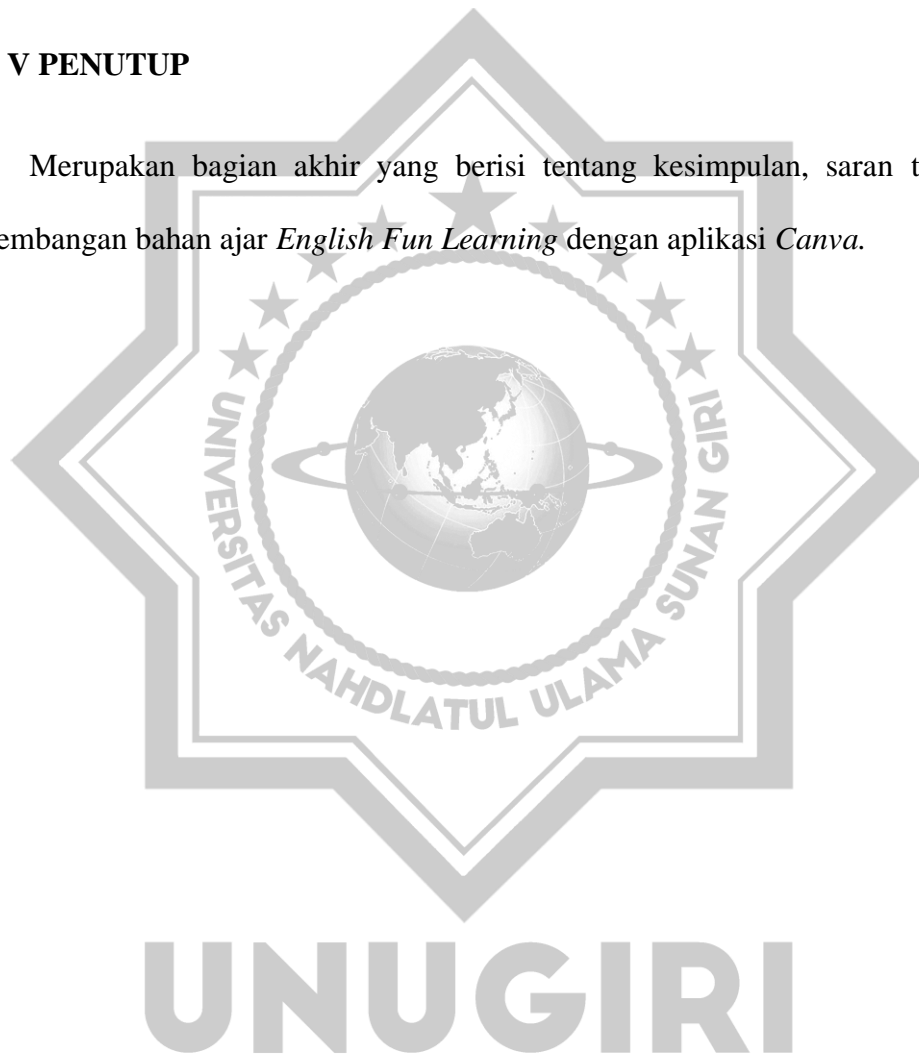 V PENUTUP
Merupakan bagian akhir yang berisi tentang kesimpulan, saran t
embangan bahan ajar English Fun Learning dengan aplikasi Canva.
UNIVERSITAS NAHDLATUL ULAMA SUNAN GIRI
UNUGIRI